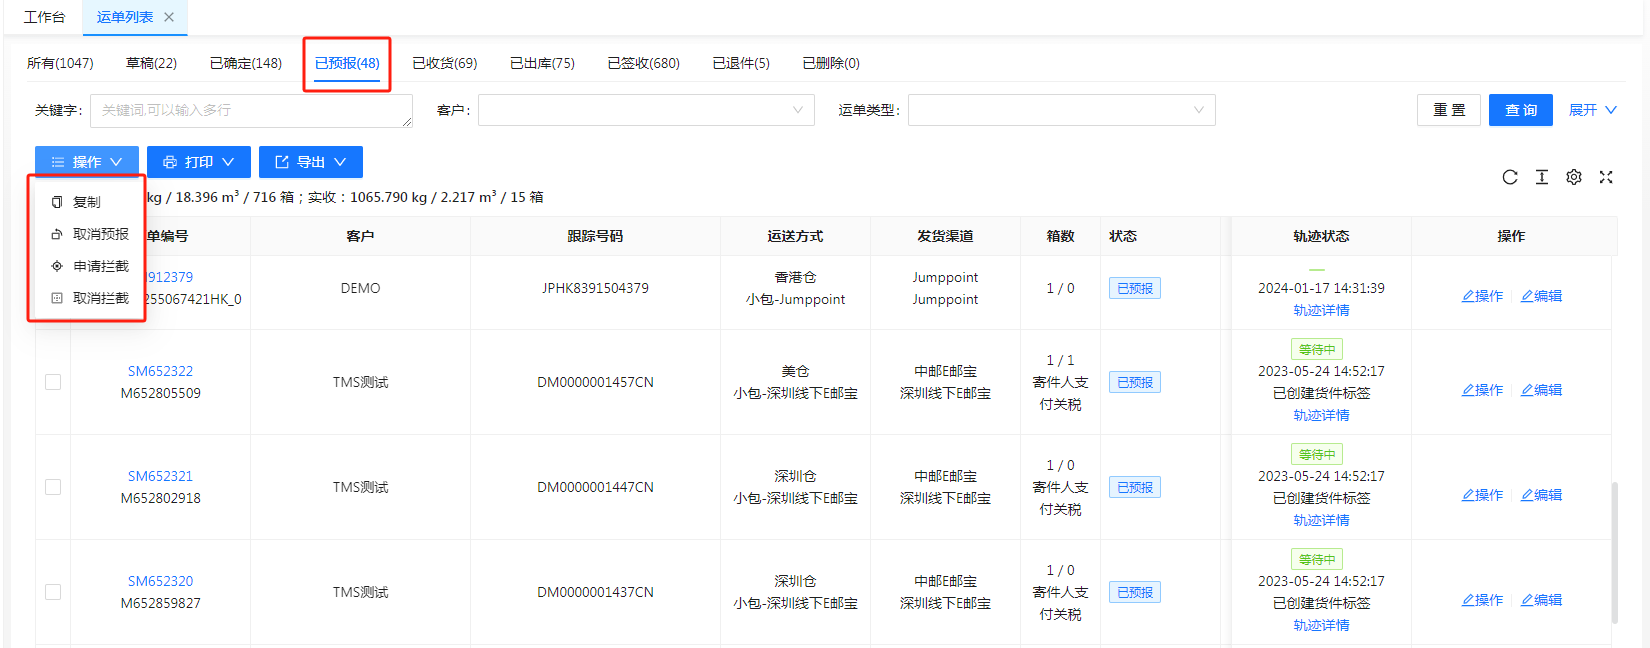 工作台 运单列表
所有(1047) 草稿(22) 已确定(148) 已预报(48) 已收货(69) 已出库(75) 已签收(680) 已退件(5) 已删除(0)
关键字: 关键词,可以输入多行 客户: 运单类型: 重置 查询 展开
操作 打印 导出
复制
取消预报
申请拦截
取消拦截
kg / 18.396 m³ / 716 箱；实收：1065.790 kg / 2.217 m³ / 15 箱
单编号 客户 跟踪号码 运送方式 发货渠道 箱数 状态 轨迹状态 操作
912379
255067421HK_0
DEMO
JPHK8391504379
香港仓
小包-Jumppoint
Jumppoint
Jumppoint
1 / 0
已预报
2024-01-17 14:31:39
轨迹详情
操作 编辑
SM652322
M652805509
TMS测试
DM0000001457CN
美仓
小包-深圳线下E邮宝
中邮E邮宝
深圳线下E邮宝
1 / 1
寄件人支
付关税
已预报
等待中
2023-05-24 14:52:17
已创建货件标签
轨迹详情
操作 编辑
SM652321
M652802918
TMS测试
DM0000001447CN
深圳仓
小包-深圳线下E邮宝
中邮E邮宝
深圳线下E邮宝
1 / 0
寄件人支
付关税
已预报
等待中
2023-05-24 14:52:17
已创建货件标签
轨迹详情
操作 编辑
SM652320
M652859827
TMS测试
DM0000001437CN
深圳仓
小包-深圳线下E邮宝
中邮E邮宝
深圳线下E邮宝
1 / 0
寄件人支
付关税
已预报
等待中
2023-05-24 14:52:17
已创建货件标签
轨迹详情
操作 编辑